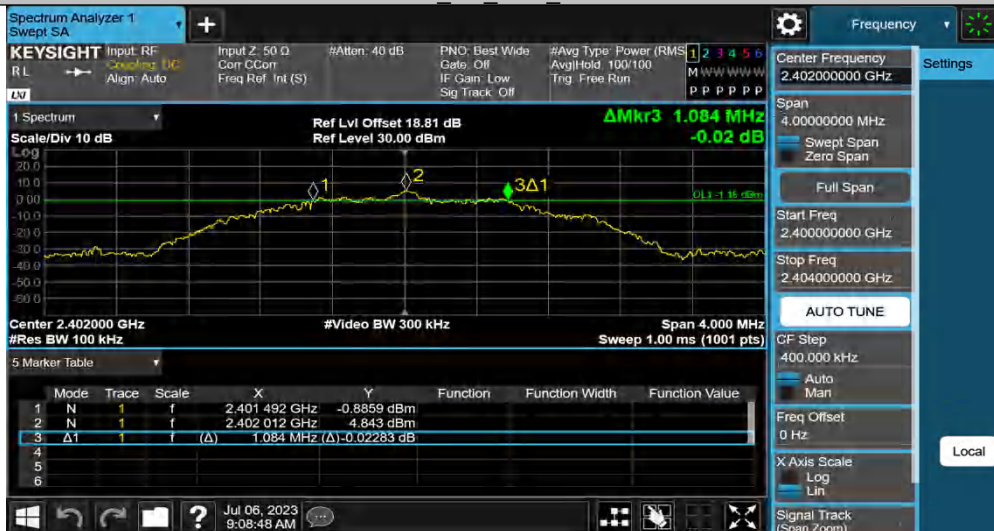 Spectrum Analyzer 1
Swept SA
+
Frequency
KEYSIGHT
RL
LXI
Input: RF
Coupling: DC
Align: Auto
Input Z: 50 Ω
Corr CCorr
Freq Ref: Int (S)
#Atten: 40 dB
PNO: Best Wide
Gate: Off
IF Gain: Low
Sig Track: Off
#Avg Type: Power (RMS
Avg|Hold: 100/100
Trig: Free Run
1 2 3 4 5 6
M W W W W W
P P P P P P
Center Frequency
2.402000000 GHz
Settings
Span
4.00000000 MHz
Swept Span
Zero Span
Full Span
Start Freq
2.400000000 GHz
Stop Freq
2.404000000 GHz
AUTO TUNE
CF Step
400.000 kHz
Auto
Man
Freq Offset
0 Hz
X Axis Scale
Log
Lin
Signal Track
(Span Zoom)
Local
1 Spectrum
Scale/Div 10 dB
Ref Lvl Offset 18.81 dB
Ref Level 30.00 dBm
ΔMkr3 1.084 MHz
-0.02 dB
Log
20.0
10.0
0.00
-10.0
-20.0
-30.0
-40.0
-50.0
-60.0
1
2
3Δ1
DL1 -1.16 dBm
Center 2.402000 GHz
#Res BW 100 kHz
#Video BW 300 kHz
Span 4.000 MHz
Sweep 1.00 ms (1001 pts)
5 Marker Table
Mode Trace Scale X Y Function Function Width Function Value
1 N 1 f 2.401 492 GHz -0.8859 dBm
2 N 1 f 2.402 012 GHz 4.843 dBm
3 Δ1 1 f (Δ) 1.084 MHz (Δ) -0.02283 dB
4
5
6
?
Jul 06, 2023
9:08:48 AM